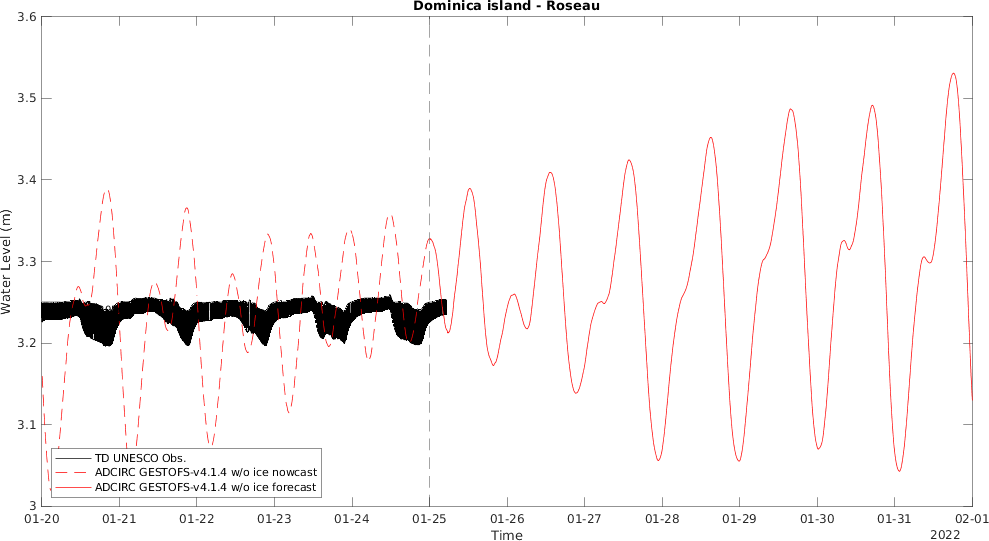 Dominica island - Roseau
3.6
3.5
3.4
3.3
3.2
3.1
3
Water Level (m)
TD UNESCO Obs.
ADCIRC GESTOFS-v4.1.4 w/o ice nowcast
ADCIRC GESTOFS-v4.1.4 w/o ice forecast
01-20 01-21 01-22 01-23 01-24 01-25 01-26 01-27 01-28 01-29 01-30 01-31 02-01
Time
2022